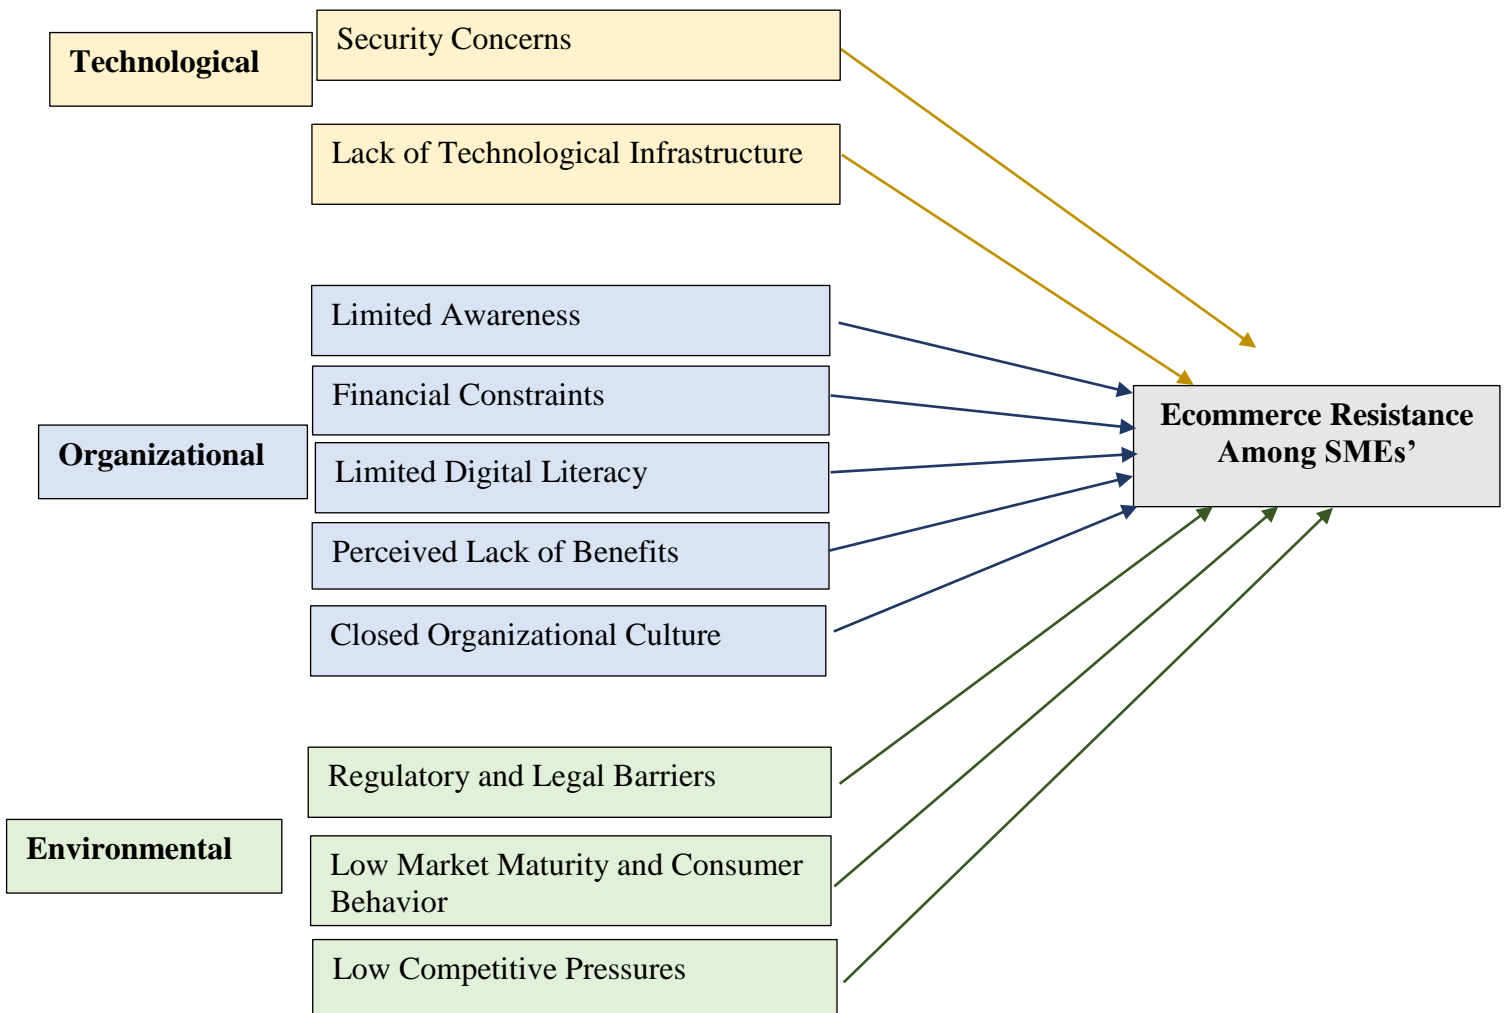 Technological
Security Concerns
Lack of Technological Infrastructure
Organizational
Limited Awareness
Financial Constraints
Limited Digital Literacy
Perceived Lack of Benefits
Closed Organizational Culture
Environmental
Regulatory and Legal Barriers
Low Market Maturity and Consumer
Behavior
Low Competitive Pressures
Ecommerce Resistance
Among SMEs’